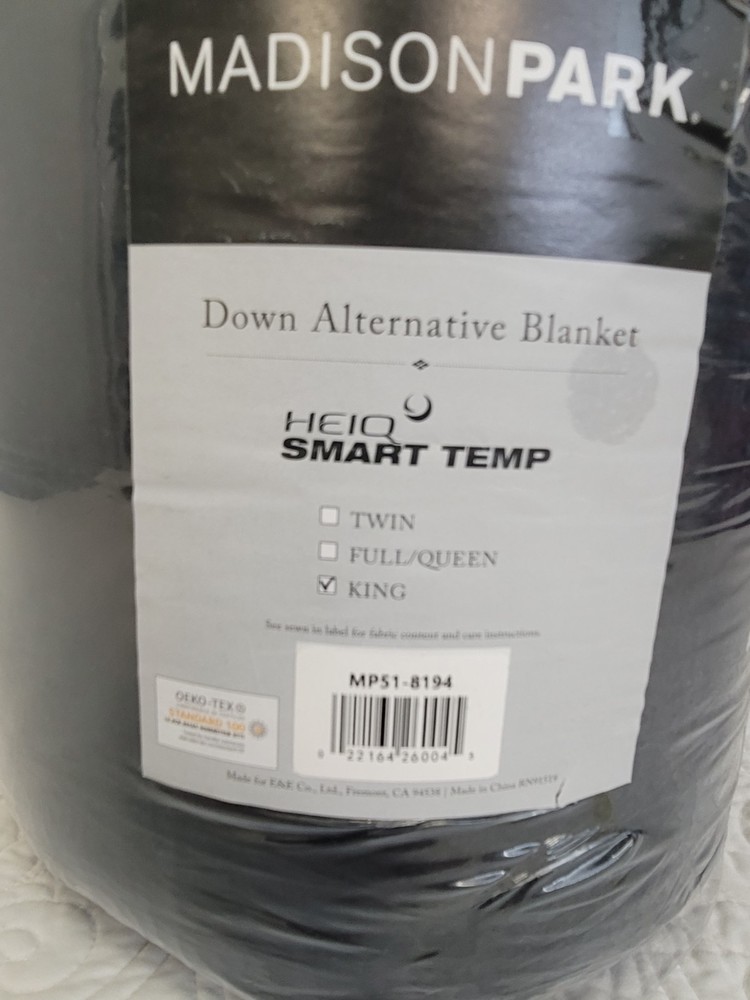 MADISONPARK.
Down Alternative Blanket
HEIQ
SMART TEMP
TWIN
FULL/QUEEN
KING
See sewn in label for fabric content and care instructions.
MP51-8194
0 22164 26004 3
OEKO-TEX®
STANDARD 100
Made for E&E Co., Ltd., Fremont, CA 94538 | Made in China RN91519